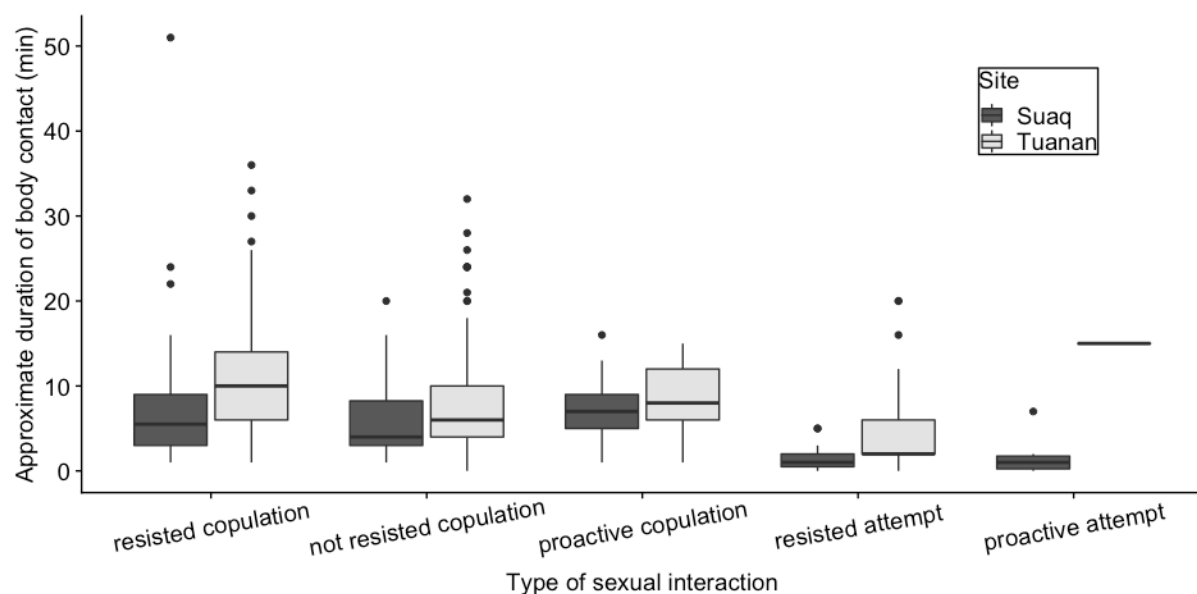 Approximate duration of body contact (min)
50
40
30
20
10
0
Site
Suaq
Tuanan
resisted copulation
not resisted copulation
proactive copulation
resisted attempt
proactive attempt
Type of sexual interaction